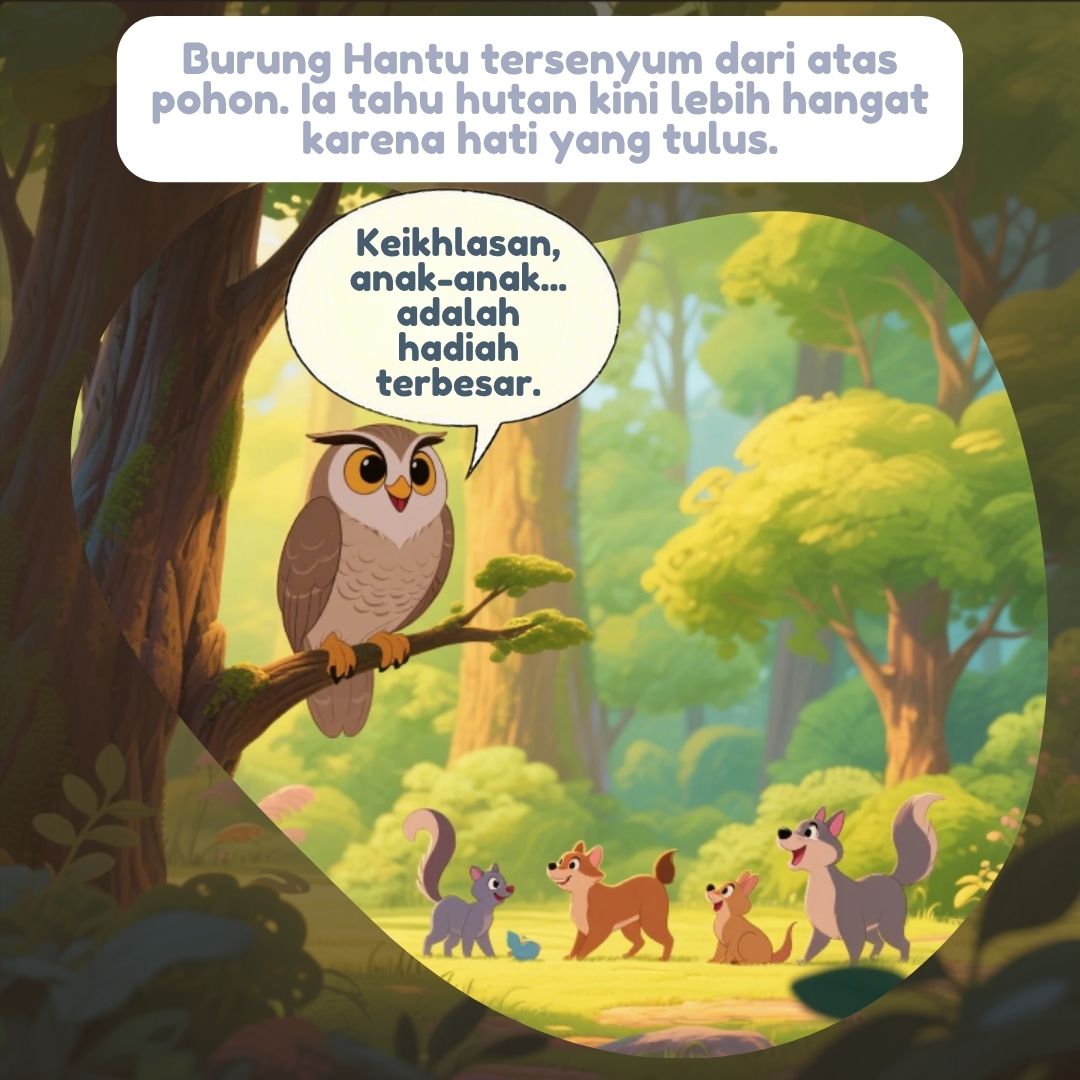 Burung Hantu tersenyum dari atas
pohon. Ia tahu hutan kini lebih hangat
karena hati yang tulus.
Keikhlasan,
anak-anak...
adalah
hadiah
terbesar.